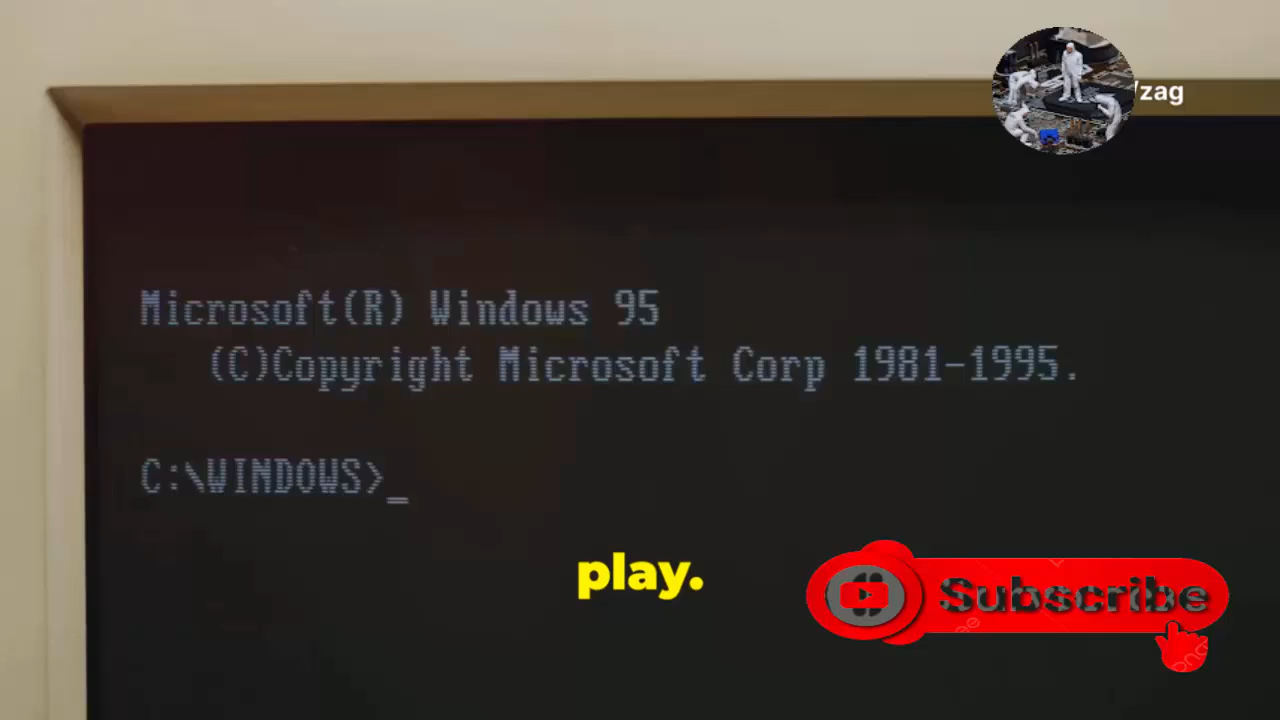 /zag
Microsoft(R) Windows 95
(C)Copyright Microsoft Corp 1981-1995.
C:\WINDOWS>_
play.
Subscribe